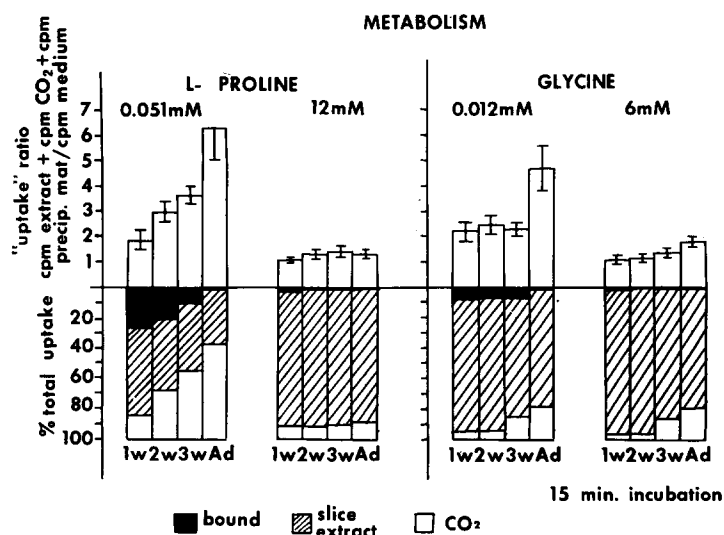 METABOLISM
L- PROLINE
GLYCINE
0.051mM
12mM
0.012mM
6mM
"uptake" ratio
cpm extract + cpm CO₂+cpm
precip. mat/cpm medium
7
6
5
4
3
2
1
% total uptake
20
40
60
80
100
1w2w3wAd
1w2w3wAd
1w2w3wAd
1w2w3wAd
15 min. incubation
bound
slice
extract
CO₂